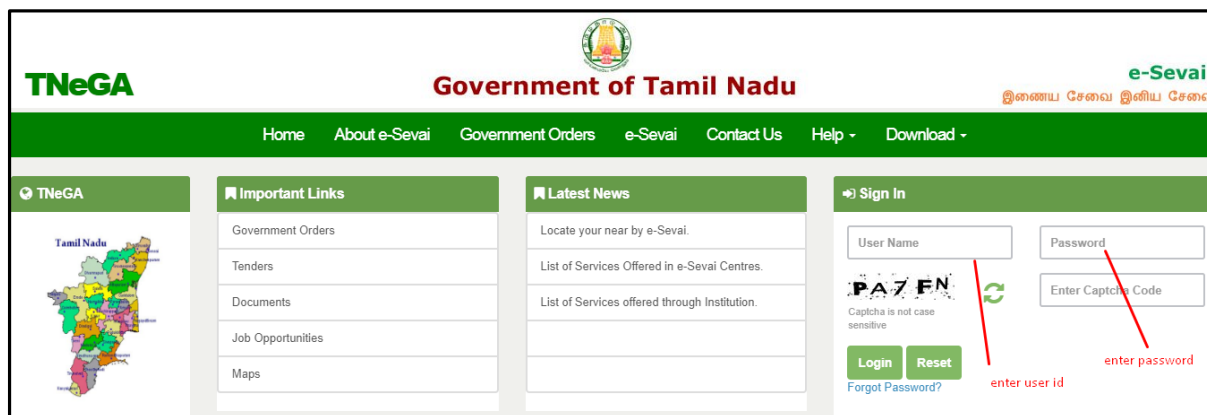 TNeGA
Government of Tamil Nadu
e-Sevai
இணைய சேவை இனிய சேவை
Home About e-Sevai Government Orders e-Sevai Contact Us Help Download
TNeGA
Tamil Nadu
Important Links
Government Orders
Tenders
Documents
Job Opportunities
Maps
Latest News
Locate your near by e-Sevai.
List of Services Offered in e-Sevai Centres.
List of Services offered through Institution.
Sign In
User Name Password
PA7FN Enter Captcha Code
Captcha is not case
sensitive
Login Reset
Forgot Password?
enter user id
enter password